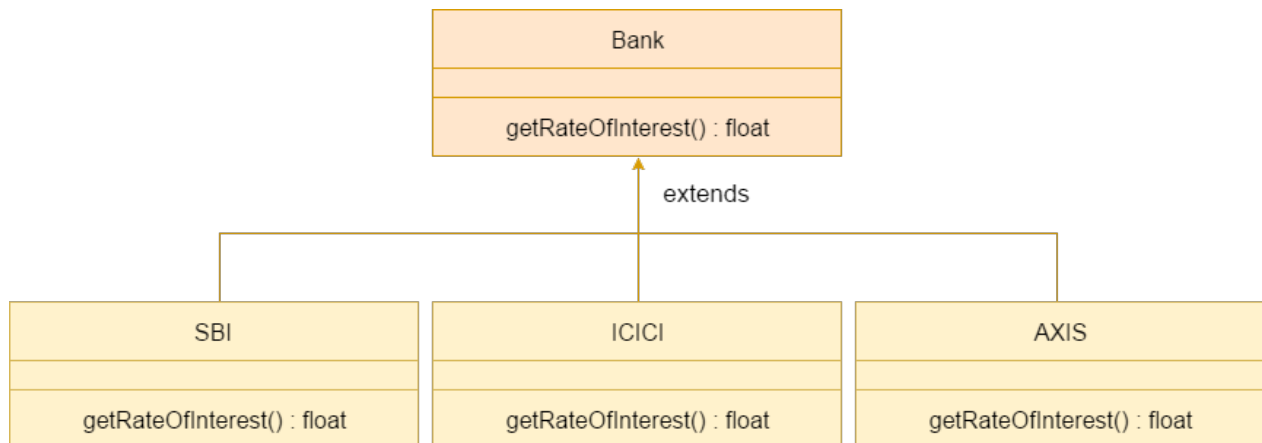 Bank
getRateOfInterest() : float
extends
SBI
getRateOfInterest() : float
ICICI
getRateOfInterest() : float
AXIS
getRateOfInterest() : float